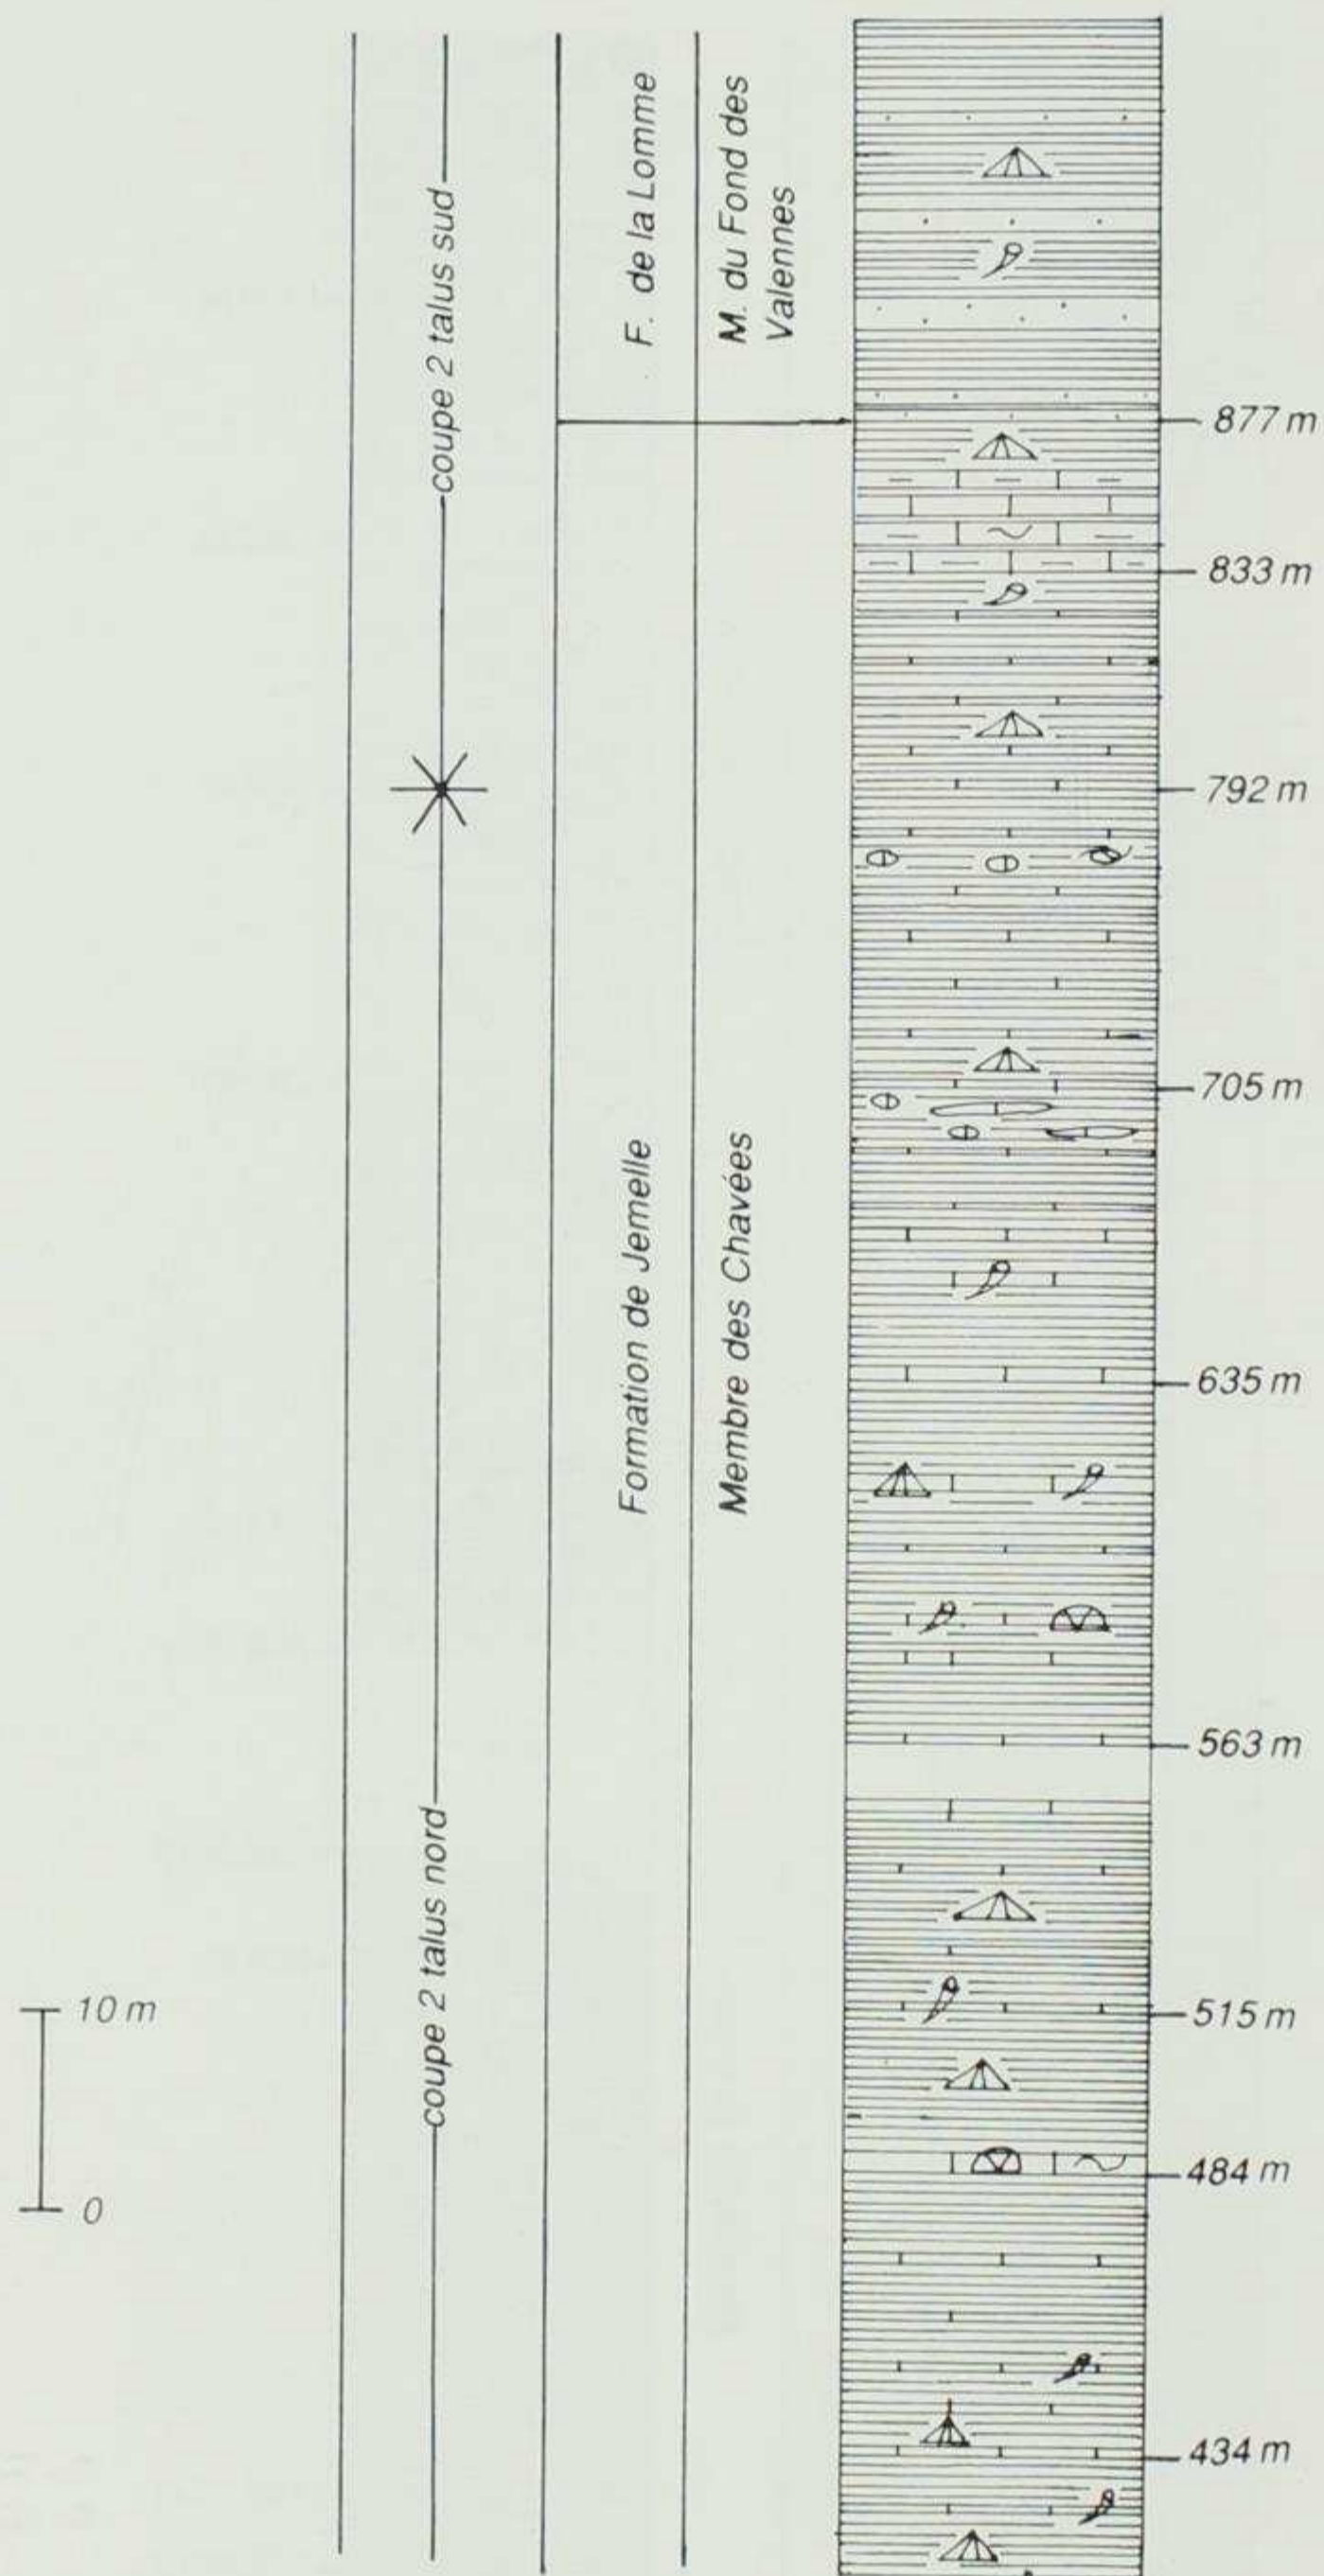 coupe 2 talus sud
F. de la Lomme
M. du Fond des
Valennes
877 m
833 m
792 m
705 m
Formation de Jemelle
Membre des Chavées
635 m
563 m
coupe 2 talus nord
10 m
0
515 m
484 m
434 m